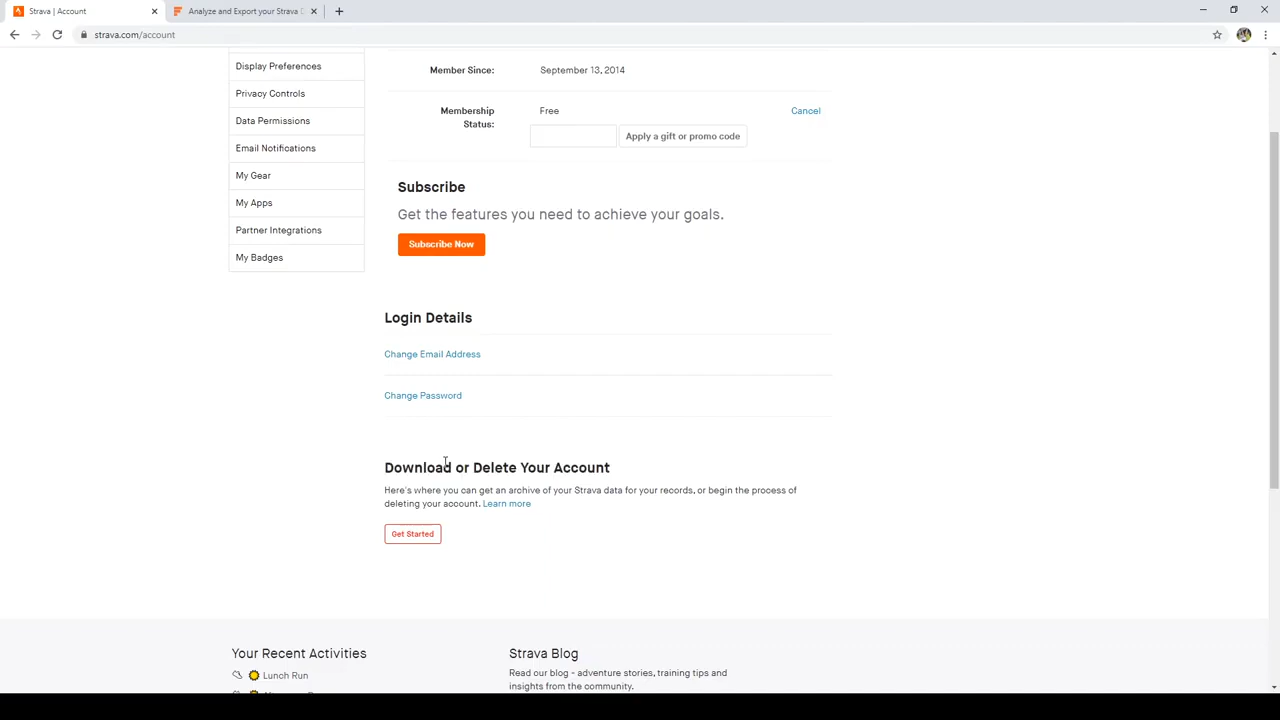 Strava | Account
Analyze and Export your Strava
strava.com/account
Display Preferences
Privacy Controls
Data Permissions
Email Notifications
My Gear
My Apps
Partner Integrations
My Badges
Member Since:
September 13, 2014
Membership
Status:
Free
Cancel
Apply a gift or promo code
Subscribe
Get the features you need to achieve your goals.
Subscribe Now
Login Details
Change Email Address
Change Password
Download or Delete Your Account
Here's where you can get an archive of your Strava data for your records, or begin the process of
deleting your account. Learn more
Get Started
Your Recent Activities
Lunch Run
Strava Blog
Read our blog - adventure stories, training tips and
insights from the community.